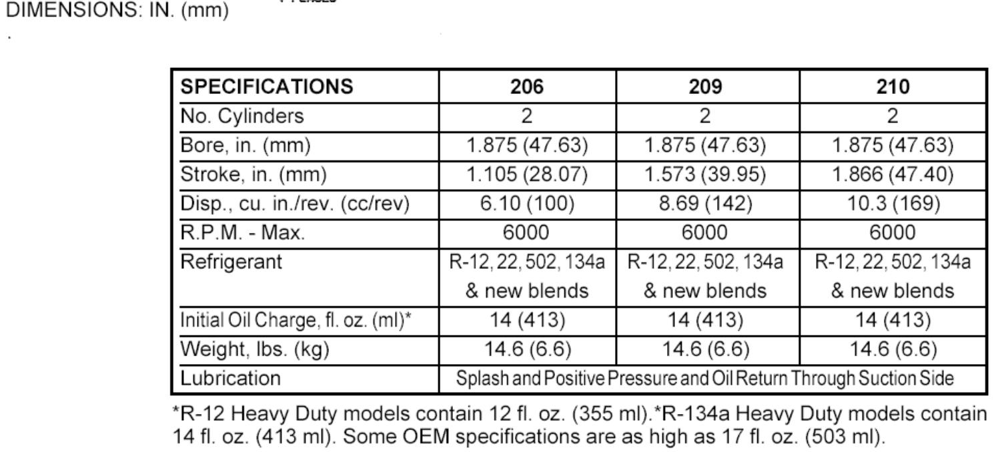 DIMENSIONS: IN. (mm)
SPECIFICATIONS 206 209 210
No. Cylinders 2 2 2
Bore, in. (mm) 1.875 (47.63) 1.875 (47.63) 1.875 (47.63)
Stroke, in. (mm) 1.105 (28.07) 1.573 (39.95) 1.866 (47.40)
Disp., cu. in./rev. (cc/rev) 6.10 (100) 8.69 (142) 10.3 (169)
R.P.M. - Max. 6000 6000 6000
Refrigerant R-12, 22, 502, 134a R-12, 22, 502, 134a R-12, 22, 502, 134a
& new blends & new blends & new blends
Initial Oil Charge, fl. oz. (ml)* 14 (413) 14 (413) 14 (413)
Weight, lbs. (kg) 14.6 (6.6) 14.6 (6.6) 14.6 (6.6)
Lubrication Splash and Positive Pressure and Oil Return Through Suction Side
*R-12 Heavy Duty models contain 12 fl. oz. (355 ml).*R-134a Heavy Duty models contain
14 fl. oz. (413 ml). Some OEM specifications are as high as 17 fl. oz. (503 ml).